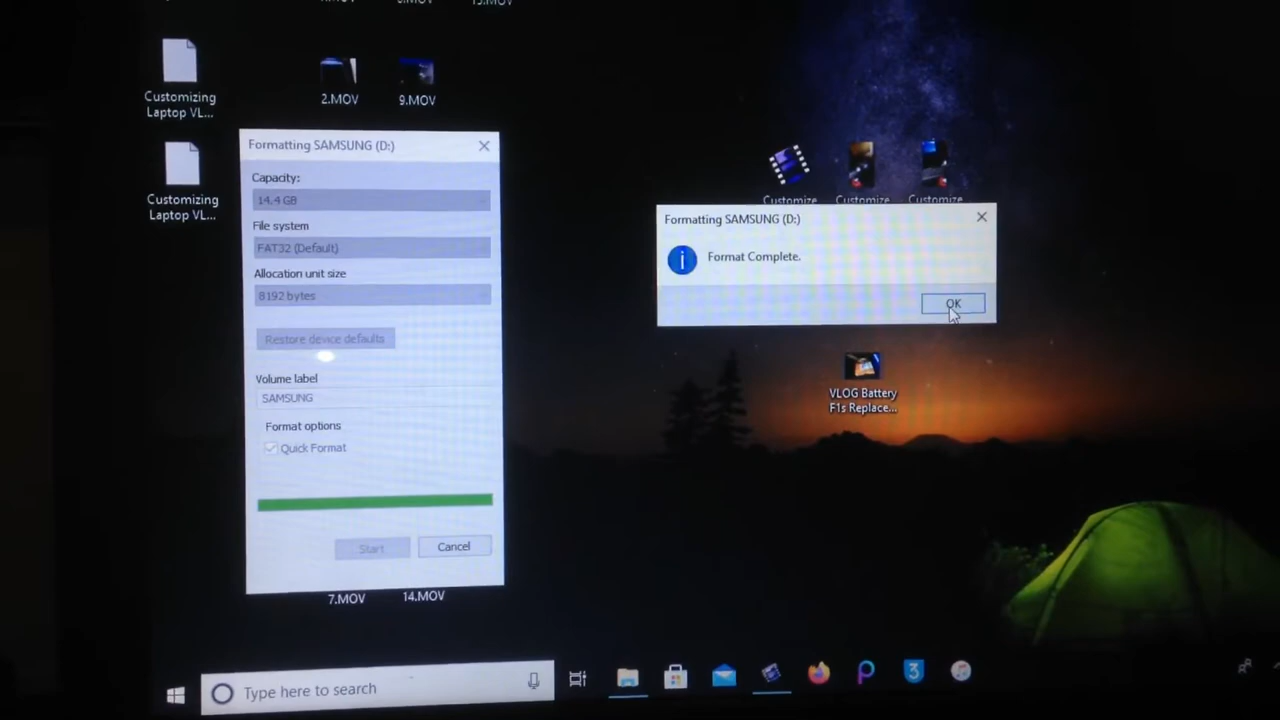 2.MOV
9.MOV
Customizing
Laptop VL...
Customizing
Laptop VL...
Formatting SAMSUNG (D:)
Capacity:
14.4 GB
File system
FAT32 (Default)
Allocation unit size
8192 bytes
Restore device defaults
Volume label
SAMSUNG
Format options
Quick Format
Start
Cancel
7.MOV
14.MOV
Customize
Customize
Customize
Formatting SAMSUNG (D:)
Format Complete.
OK
VLOG Battery
F1s Replace...
Type here to search
3